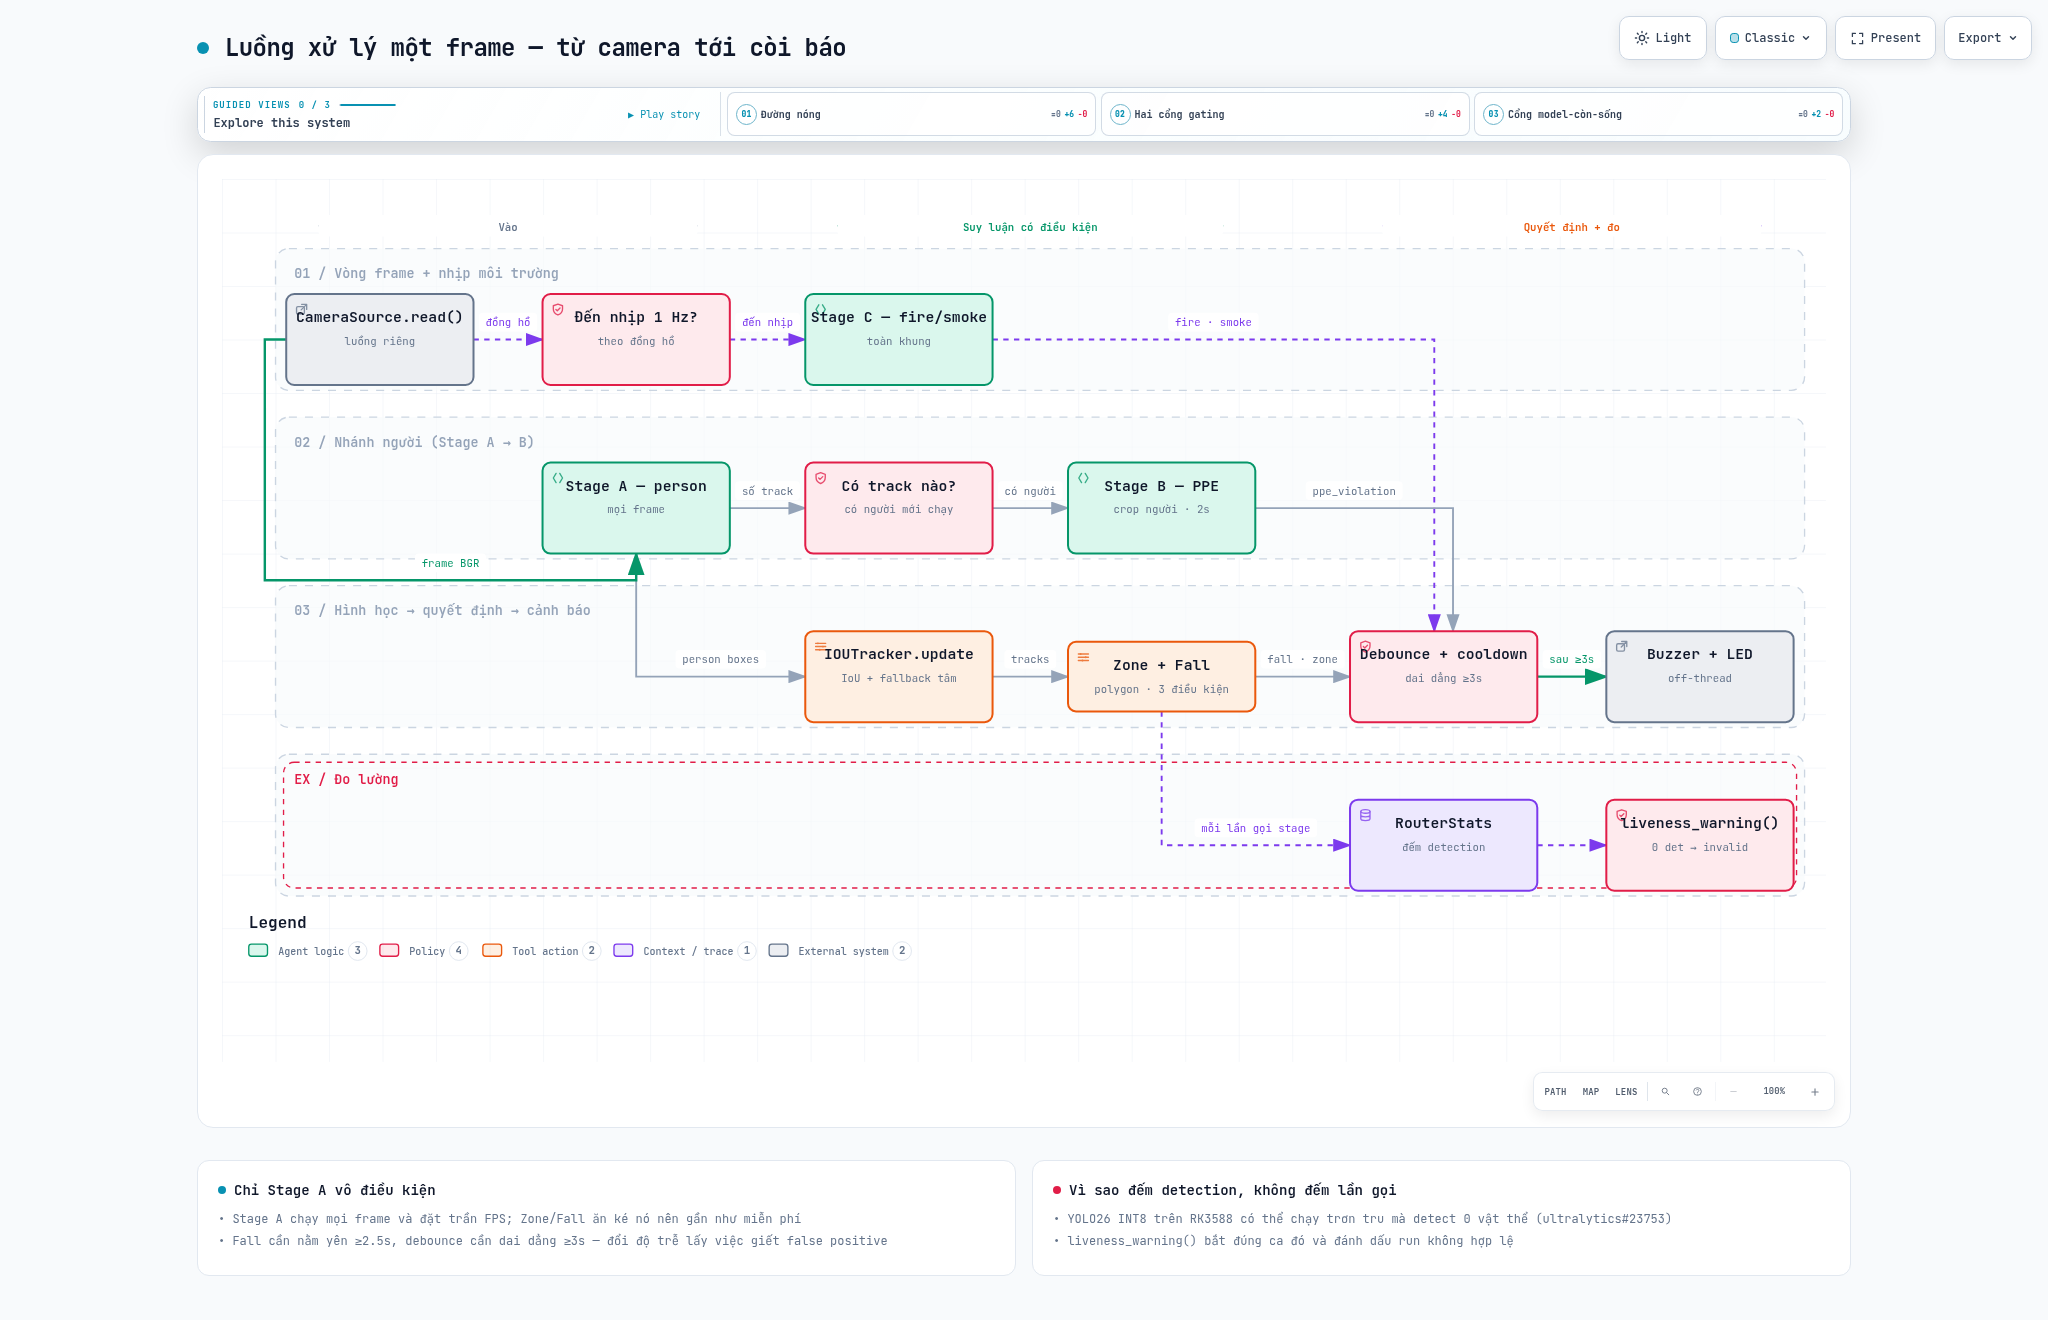 Luồng xử lý một frame — từ camera tới còi báo
Light
Classic
Present
Export
GUIDED VIEWS 0 / 3
Explore this system
▶ Play story
01 Đường nóng =0 +6 -0
02 Hai cổng gating =0 +4 -0
03 Cổng model-còn-sống =0 +2 -0
Vào
Suy luận có điều kiện
Quyết định + đo
01 / Vòng frame + nhịp môi trường
CameraSource.read()
luồng riêng
đồng hồ
Đến nhịp 1 Hz?
theo đồng hồ
đến nhịp
Stage C — fire/smoke
toàn khung
fire · smoke
02 / Nhánh người (Stage A → B)
Stage A — person
mọi frame
số track
Có track nào?
có người mới chạy
có người
Stage B — PPE
crop người · 2s
ppe_violation
frame BGR
03 / Hình học → quyết định → cảnh báo
person boxes
IOUTracker.update
IoU + fallback tâm
tracks
Zone + Fall
polygon · 3 điều kiện
fall · zone
Debounce + cooldown
dai dẳng ≥3s
sau ≥3s
Buzzer + LED
off-thread
EX / Đo lường
mỗi lần gọi stage
RouterStats
đếm detection
liveness_warning()
0 det → invalid
Legend
Agent logic 3
Policy 4
Tool action 2
Context / trace 1
External system 2
PATH MAP LENS − 100% +
Chỉ Stage A vô điều kiện
• Stage A chạy mọi frame và đặt trần FPS; Zone/Fall ăn ké nó nên gần như miễn phí
• Fall cần nằm yên ≥2.5s, debounce cần dai dẳng ≥3s — đổi độ trễ lấy việc giết false positive
Vì sao đếm detection, không đếm lần gọi
• YOLO26 INT8 trên RK3588 có thể chạy trơn tru mà detect 0 vật thể (ultralytics#23753)
• liveness_warning() bắt đúng ca đó và đánh dấu run không hợp lệ